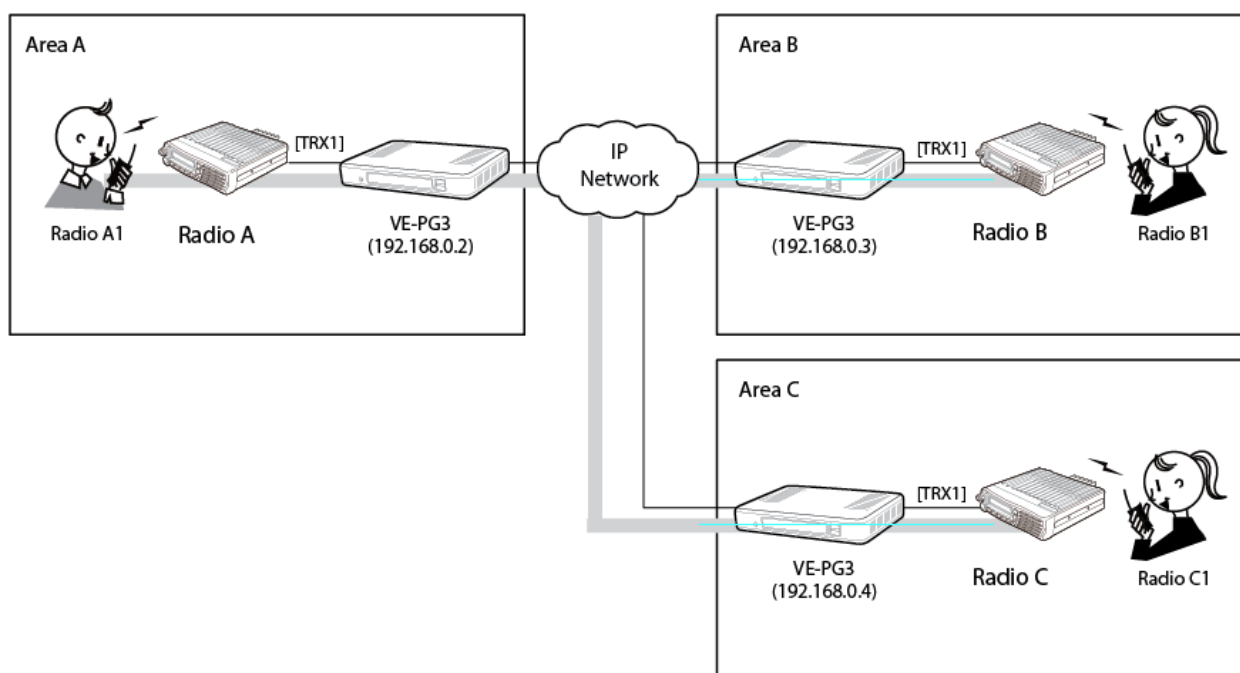 Area A
[TRX1]
Radio A1
Radio A
VE-PG3
(192.168.0.2)
IP
Network
Area B
[TRX1]
VE-PG3
(192.168.0.3)
Radio B
Radio B1
Area C
[TRX1]
VE-PG3
(192.168.0.4)
Radio C
Radio C1